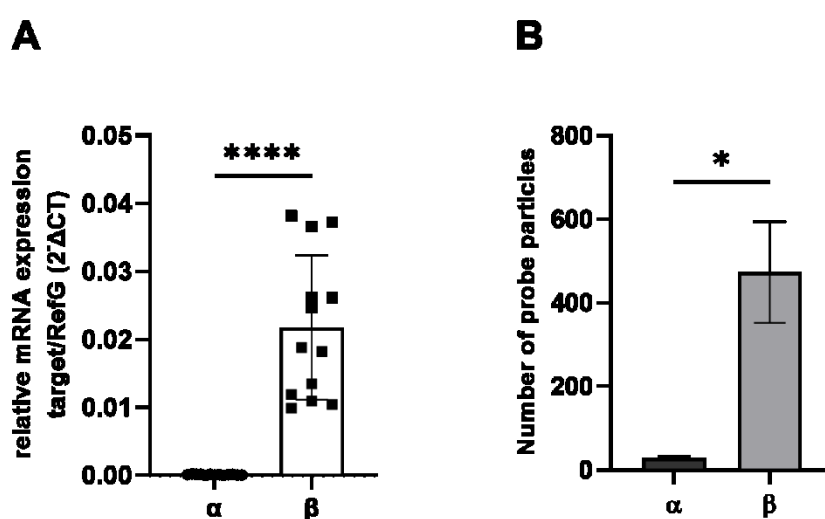 A
relative mRNA expression
target/RefG (2⁻ΔCT)
0.05
0.04
0.03
0.02
0.01
0.00
****
α
β
B
Number of probe particles
800
600
400
200
0
*
α
β